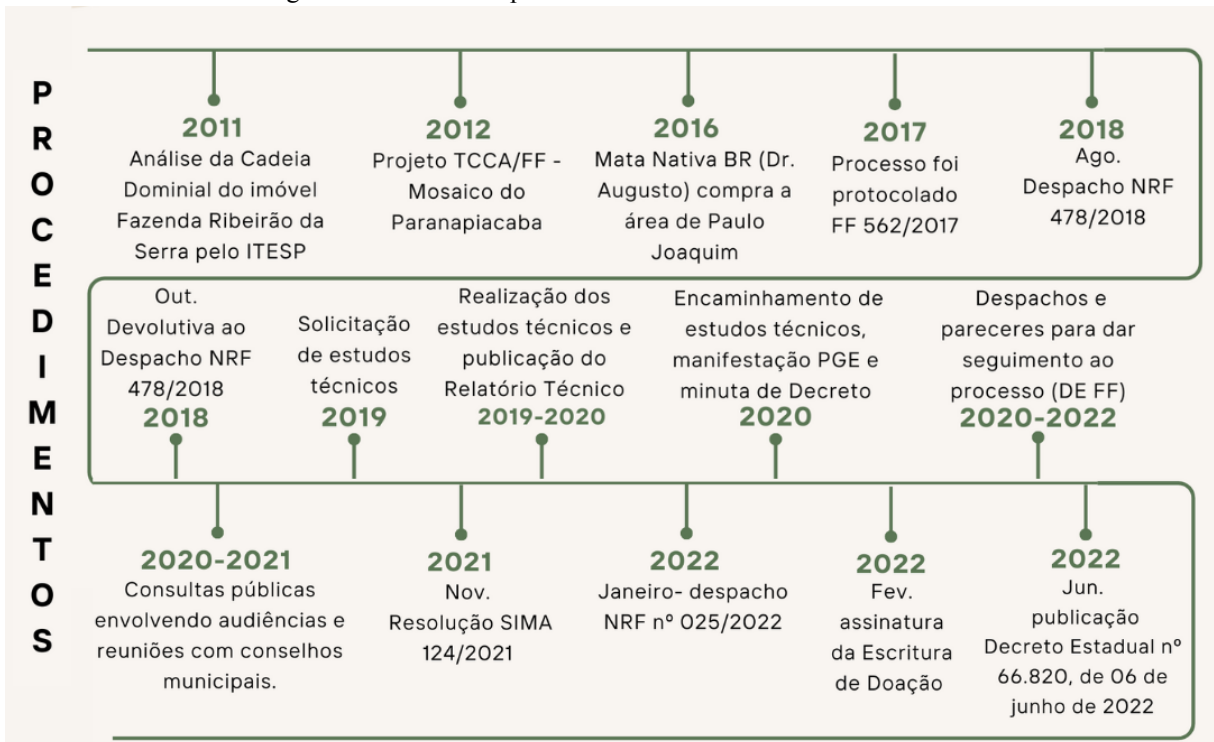 PROCEDIMENTOS
2011
Análise da Cadeia
Dominial do imóvel
Fazenda Ribeirão da
Serra pelo ITESP
2012
Projeto TCCA/FF -
Mosaico do
Paranapiacaba
2016
Mata Nativa BR (Dr.
Augusto) compra a
área de Paulo
Joaquim
2017
Processo foi
protocolado
FF 562/2017
2018
Ago.
Despacho NRF
478/2018
Out.
Devolutiva ao
Despacho NRF
478/2018
2018
Solicitação
de estudos
técnicos
2019
Realização dos
estudos técnicos e
publicação do
Relatório Técnico
2019-2020
Encaminhamento de
estudos técnicos,
manifestação PGE e
minuta de Decreto
2020
Despachos e
pareceres para dar
seguimento ao
processo (DE FF)
2020-2022
2020-2021
Consultas públicas
envolvendo audiências e
reuniões com conselhos
municipais.
2021
Nov.
Resolução SIMA
124/2021
2022
Janeiro- despacho
NRF nº 025/2022
2022
Fev.
assinatura
da Escritura
de Doação
2022
Jun.
publicação
Decreto Estadual nº
66.820, de 06 de
junho de 2022